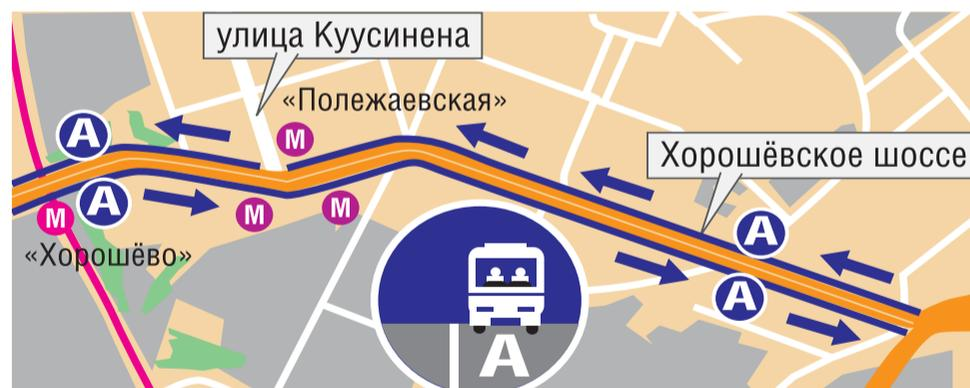 улица Куусинена
«Полежаевская»
М
Хорошёвское шоссе
А
А
М
М
М
«Хорошёво»
А
А
А